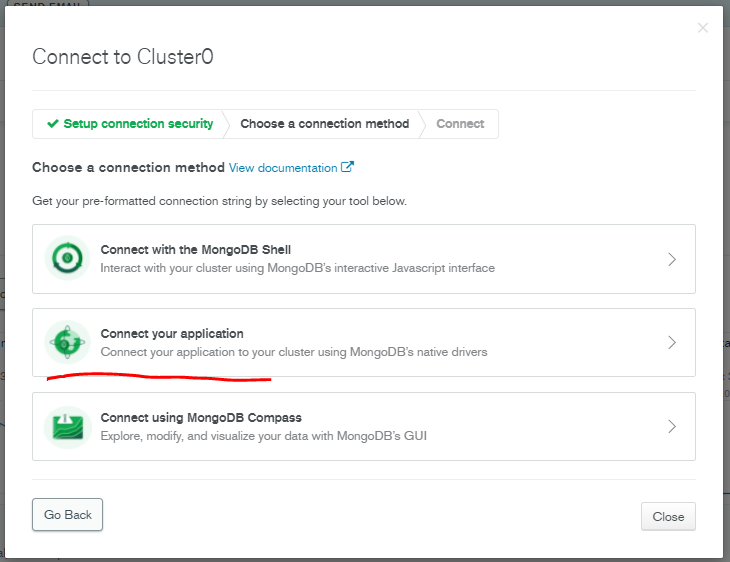 SEND EMAIL
Connect to Cluster0
Setup connection security
Choose a connection method
Connect
Choose a connection method View documentation
Get your pre-formatted connection string by selecting your tool below.
Connect with the MongoDB Shell
Interact with your cluster using MongoDB's interactive Javascript interface
Connect your application
Connect your application to your cluster using MongoDB's native drivers
Connect using MongoDB Compass
Explore, modify, and visualize your data with MongoDB's GUI
Go Back
Close